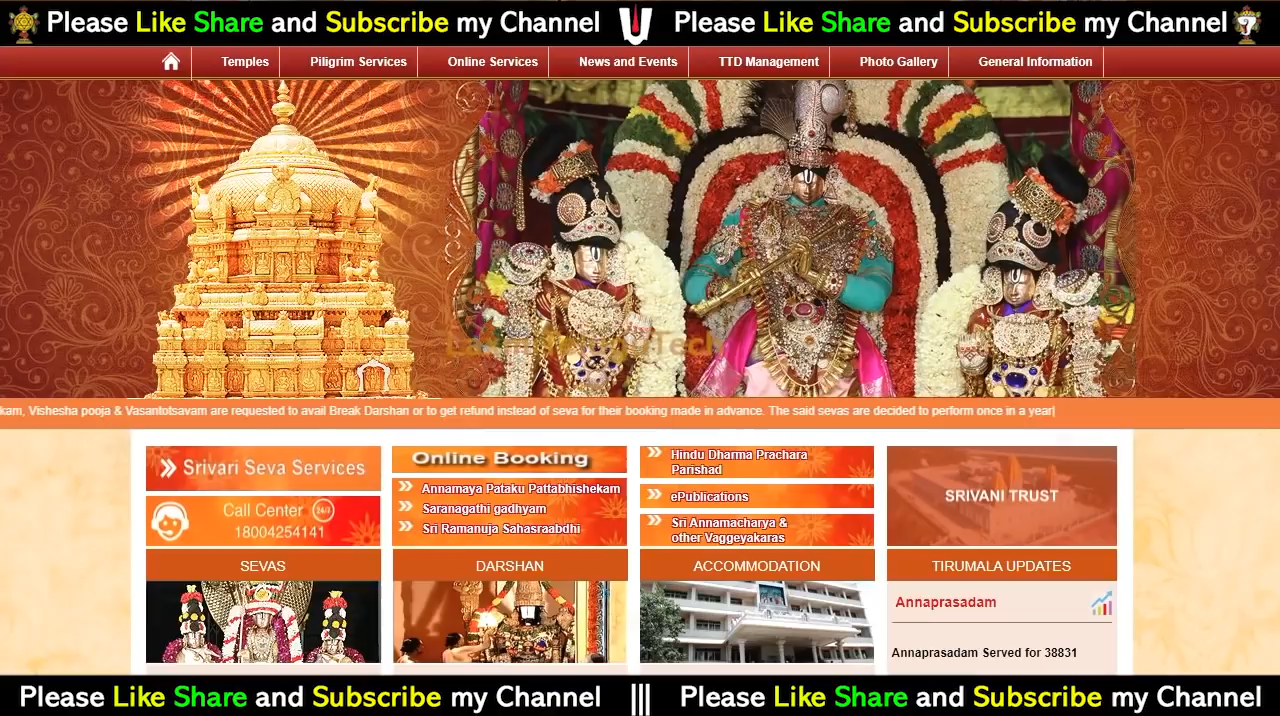 Please Like Share and Subscribe my Channel Please Like Share and Subscribe my Channel
Temples Piligrim Services Online Services News and Events TTD Management Photo Gallery General Information
kam, Vishesha pooja & Vasantotsavam are requested to avail Break Darshan or to get refund instead of seva for their booking made in advance. The said sevas are decided to perform once in a year|
Srivari Seva Services
Call Center 24/7
18004254141
Online Booking
Annamaya Pataku Pattabhishekam
Saranagathi gadhyam
Sri Ramanuja Sahasraabdhi
Hindu Dharma Prachara
Parishad
ePublications
Sri Annamacharya &
other Vaggeyakaras
SRIVANI TRUST
SEVAS
DARSHAN
ACCOMMODATION
TIRUMALA UPDATES
Annaprasadam
Annaprasadam Served for 38831
Please Like Share and Subscribe my Channel ||| Please Like Share and Subscribe my Channel